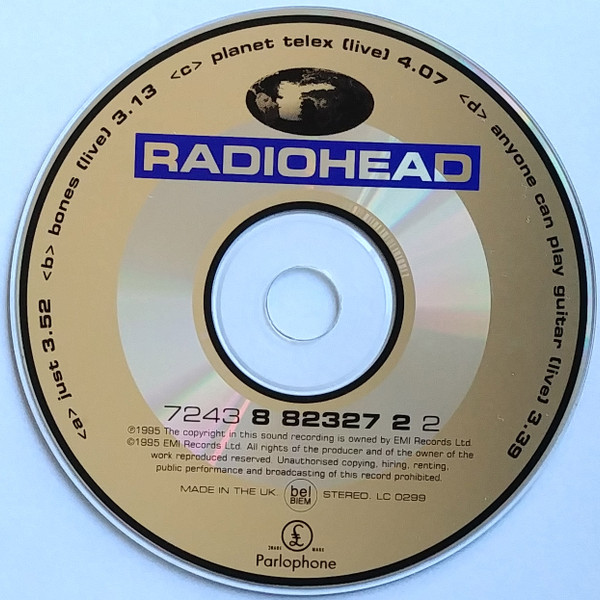 <a> just 3.52 <b> bones (live) 3.13 <c> planet telex (live) 4.07 <d> anyone can play guitar (live) 3.39
RADIOHEAD
7243 8 82327 2 2
℗1995 The copyright in this sound recording is owned by EMI Records Ltd.
©1995 EMI Records Ltd. All rights of the producer and of the owner of the
work reproduced reserved. Unauthorised copying, hiring, renting,
public performance and broadcasting of this record prohibited.
MADE IN THE UK. bel BIEM STEREO. LC 0299
£
TRADE MARK
Parlophone